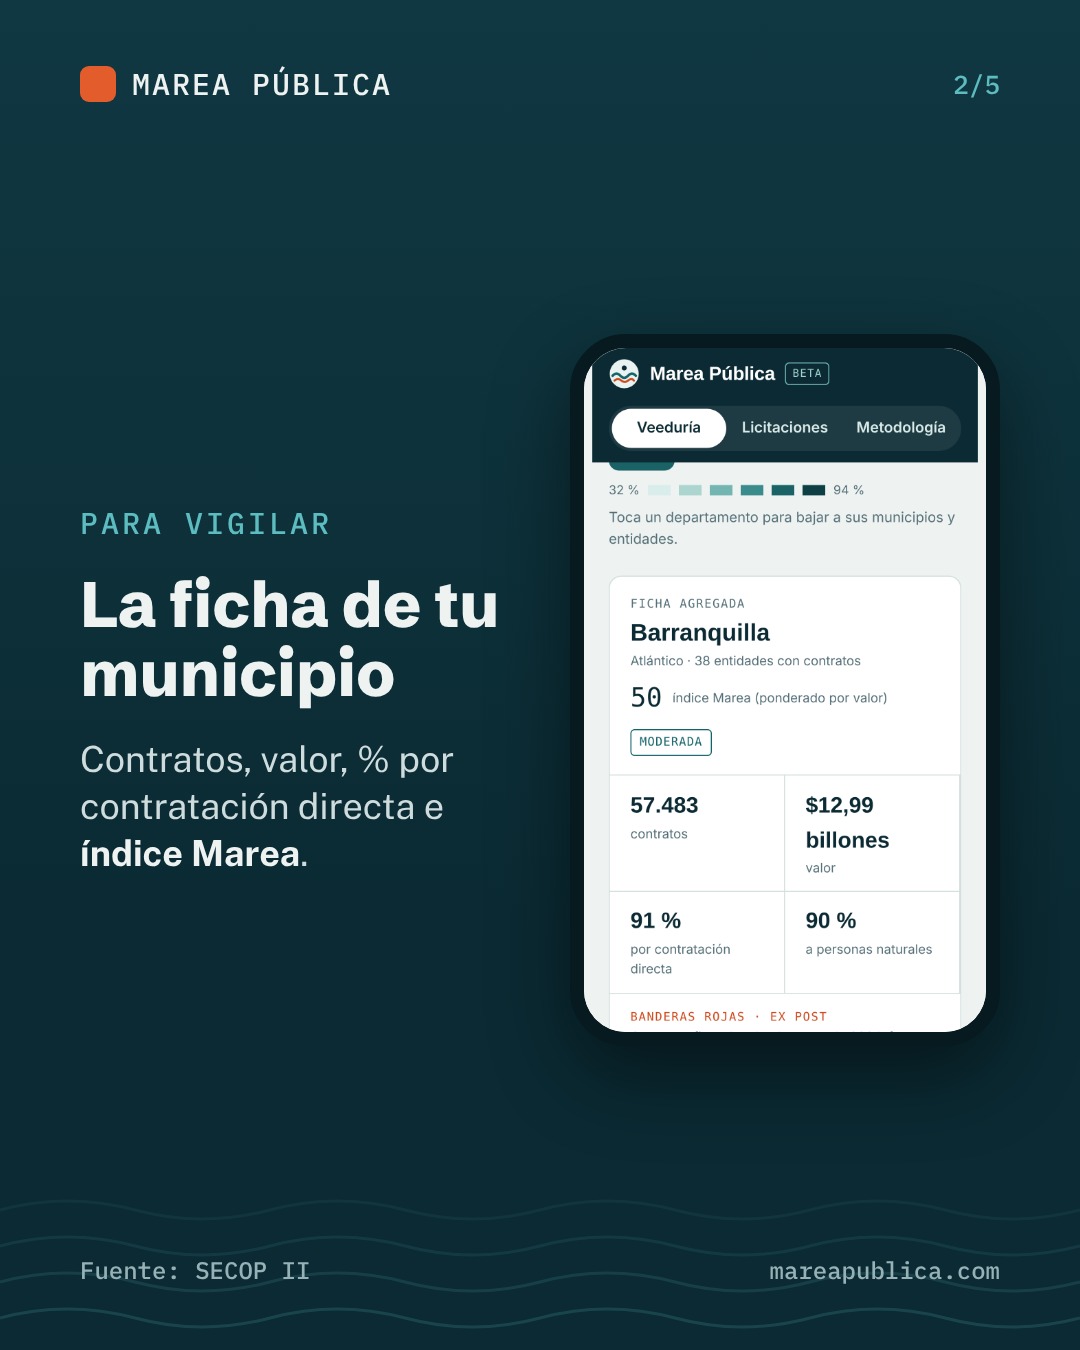 MAREA PÚBLICA
2/5
PARA VIGILAR
La ficha de tu
municipio
Contratos, valor, % por
contratación directa e
índice Marea.
Marea Pública BETA
Veeduría Licitaciones Metodología
32 % 94 %
Toca un departamento para bajar a sus municipios y
entidades.
FICHA AGREGADA
Barranquilla
Atlántico · 38 entidades con contratos
50 índice Marea (ponderado por valor)
MODERADA
57.483
contratos
$12,99
billones
valor
91 %
por contratación
directa
90 %
a personas naturales
BANDERAS ROJAS · EX POST
Fuente: SECOP II
mareapublica.com